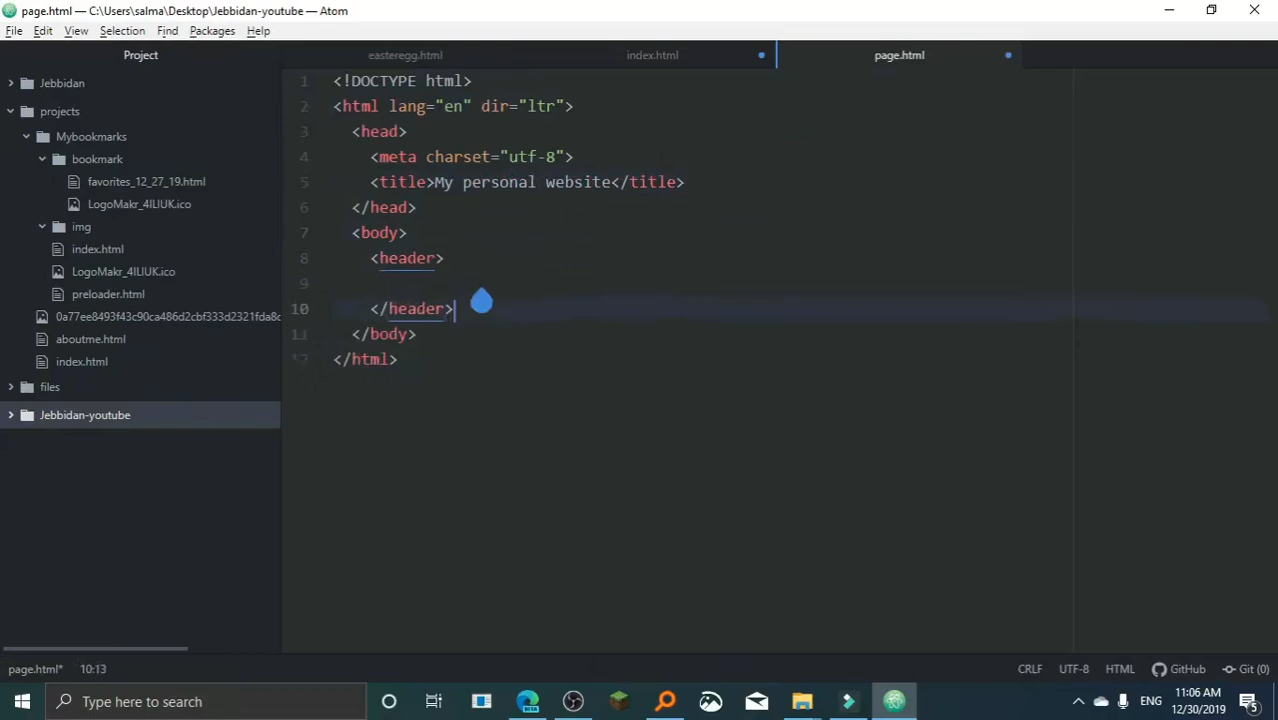 page.html — C:\Users\salma\Desktop\Jebbidan-youtube — Atom
File Edit View Selection Find Packages Help
Project
easteregg.html
index.html
page.html
Jebbidan
projects
Mybookmarks
bookmark
favorites_12_27_19.html
LogoMakr_4ILIUK.ico
img
index.html
LogoMakr_4ILIUK.ico
preloader.html
0a77ee8493f43c90ca486d2cbf333d2321fda8c
aboutme.html
index.html
files
Jebbidan-youtube
1 <!DOCTYPE html>
2 <html lang="en" dir="ltr">
3 <head>
4 <meta charset="utf-8">
5 <title>My personal website</title>
6 </head>
7 <body>
8 <header>
9
10 </header>
11 </body>
12 </html>
page.html* 10:13
CRLF UTF-8 HTML GitHub Git (0)
Type here to search
BETA
ENG
11:06 AM
12/30/2019
5